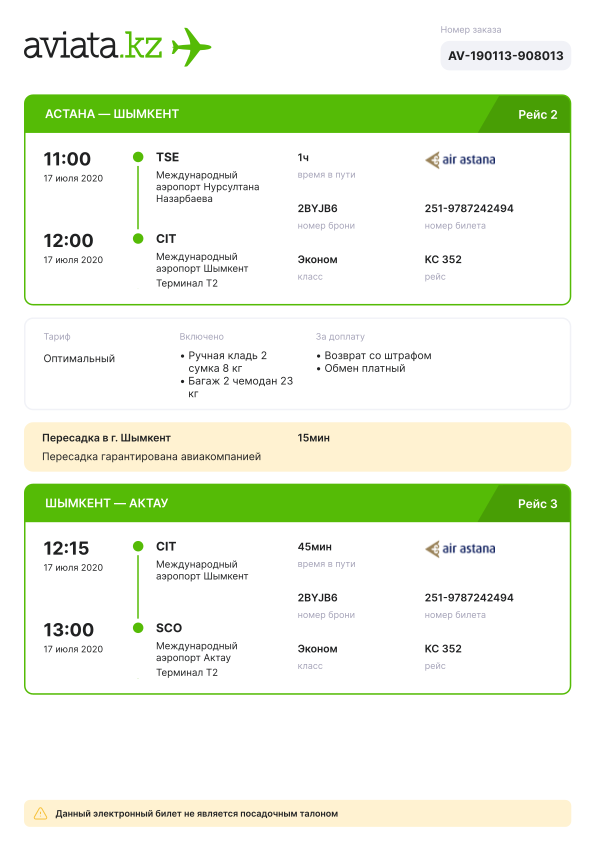 aviata.kz
Номер заказа
AV-190113-908013
АСТАНА — ШЫМКЕНТ
Рейс 2
11:00
17 июля 2020
TSE
Международный
аэропорт Нурсултана
Назарбаева
1ч
время в пути
air astana
2BYJB6
номер брони
251-9787242494
номер билета
12:00
17 июля 2020
CIT
Международный
аэропорт Шымкент
Терминал Т2
Эконом
класс
KC 352
рейс
Тариф
Оптимальный
Включено
• Ручная кладь 2
сумка 8 кг
• Багаж 2 чемодан 23
кг
За доплату
• Возврат со штрафом
• Обмен платный
Пересадка в г. Шымкент
15мин
Пересадка гарантирована авиакомпанией
ШЫМКЕНТ — АКТАУ
Рейс 3
12:15
17 июля 2020
CIT
Международный
аэропорт Шымкент
45мин
время в пути
air astana
2BYJB6
номер брони
251-9787242494
номер билета
13:00
17 июля 2020
SCO
Международный
аэропорт Актау
Терминал Т2
Эконом
класс
KC 352
рейс
Данный электронный билет не является посадочным талоном